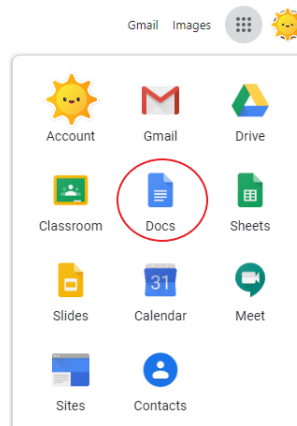 Gmail Images
Account Gmail Drive
Classroom Docs Sheets
31
Slides Calendar Meet
Sites Contacts